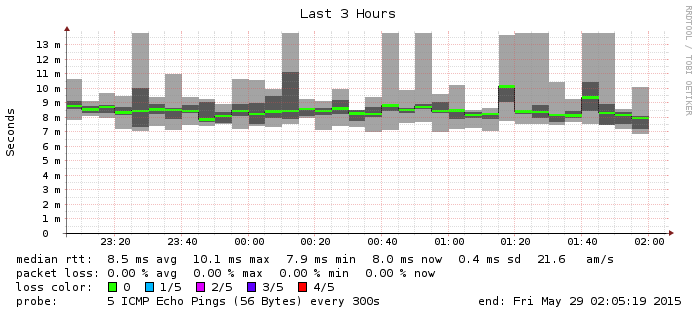 Last 3 Hours
RRDTOOL / TOBI OETIKER
Seconds
13 m
12 m
11 m
10 m
9 m
8 m
7 m
6 m
5 m
4 m
3 m
2 m
1 m
0
23:20 23:40 00:00 00:20 00:40 01:00 01:20 01:40 02:00
median rtt: 8.5 ms avg 10.1 ms max 7.9 ms min 8.0 ms now 0.4 ms sd 21.6 am/s
packet loss: 0.00 % avg 0.00 % max 0.00 % min 0.00 % now
loss color: 0 1/5 2/5 3/5 4/5
probe: 5 ICMP Echo Pings (56 Bytes) every 300s end: Fri May 29 02:05:19 2015